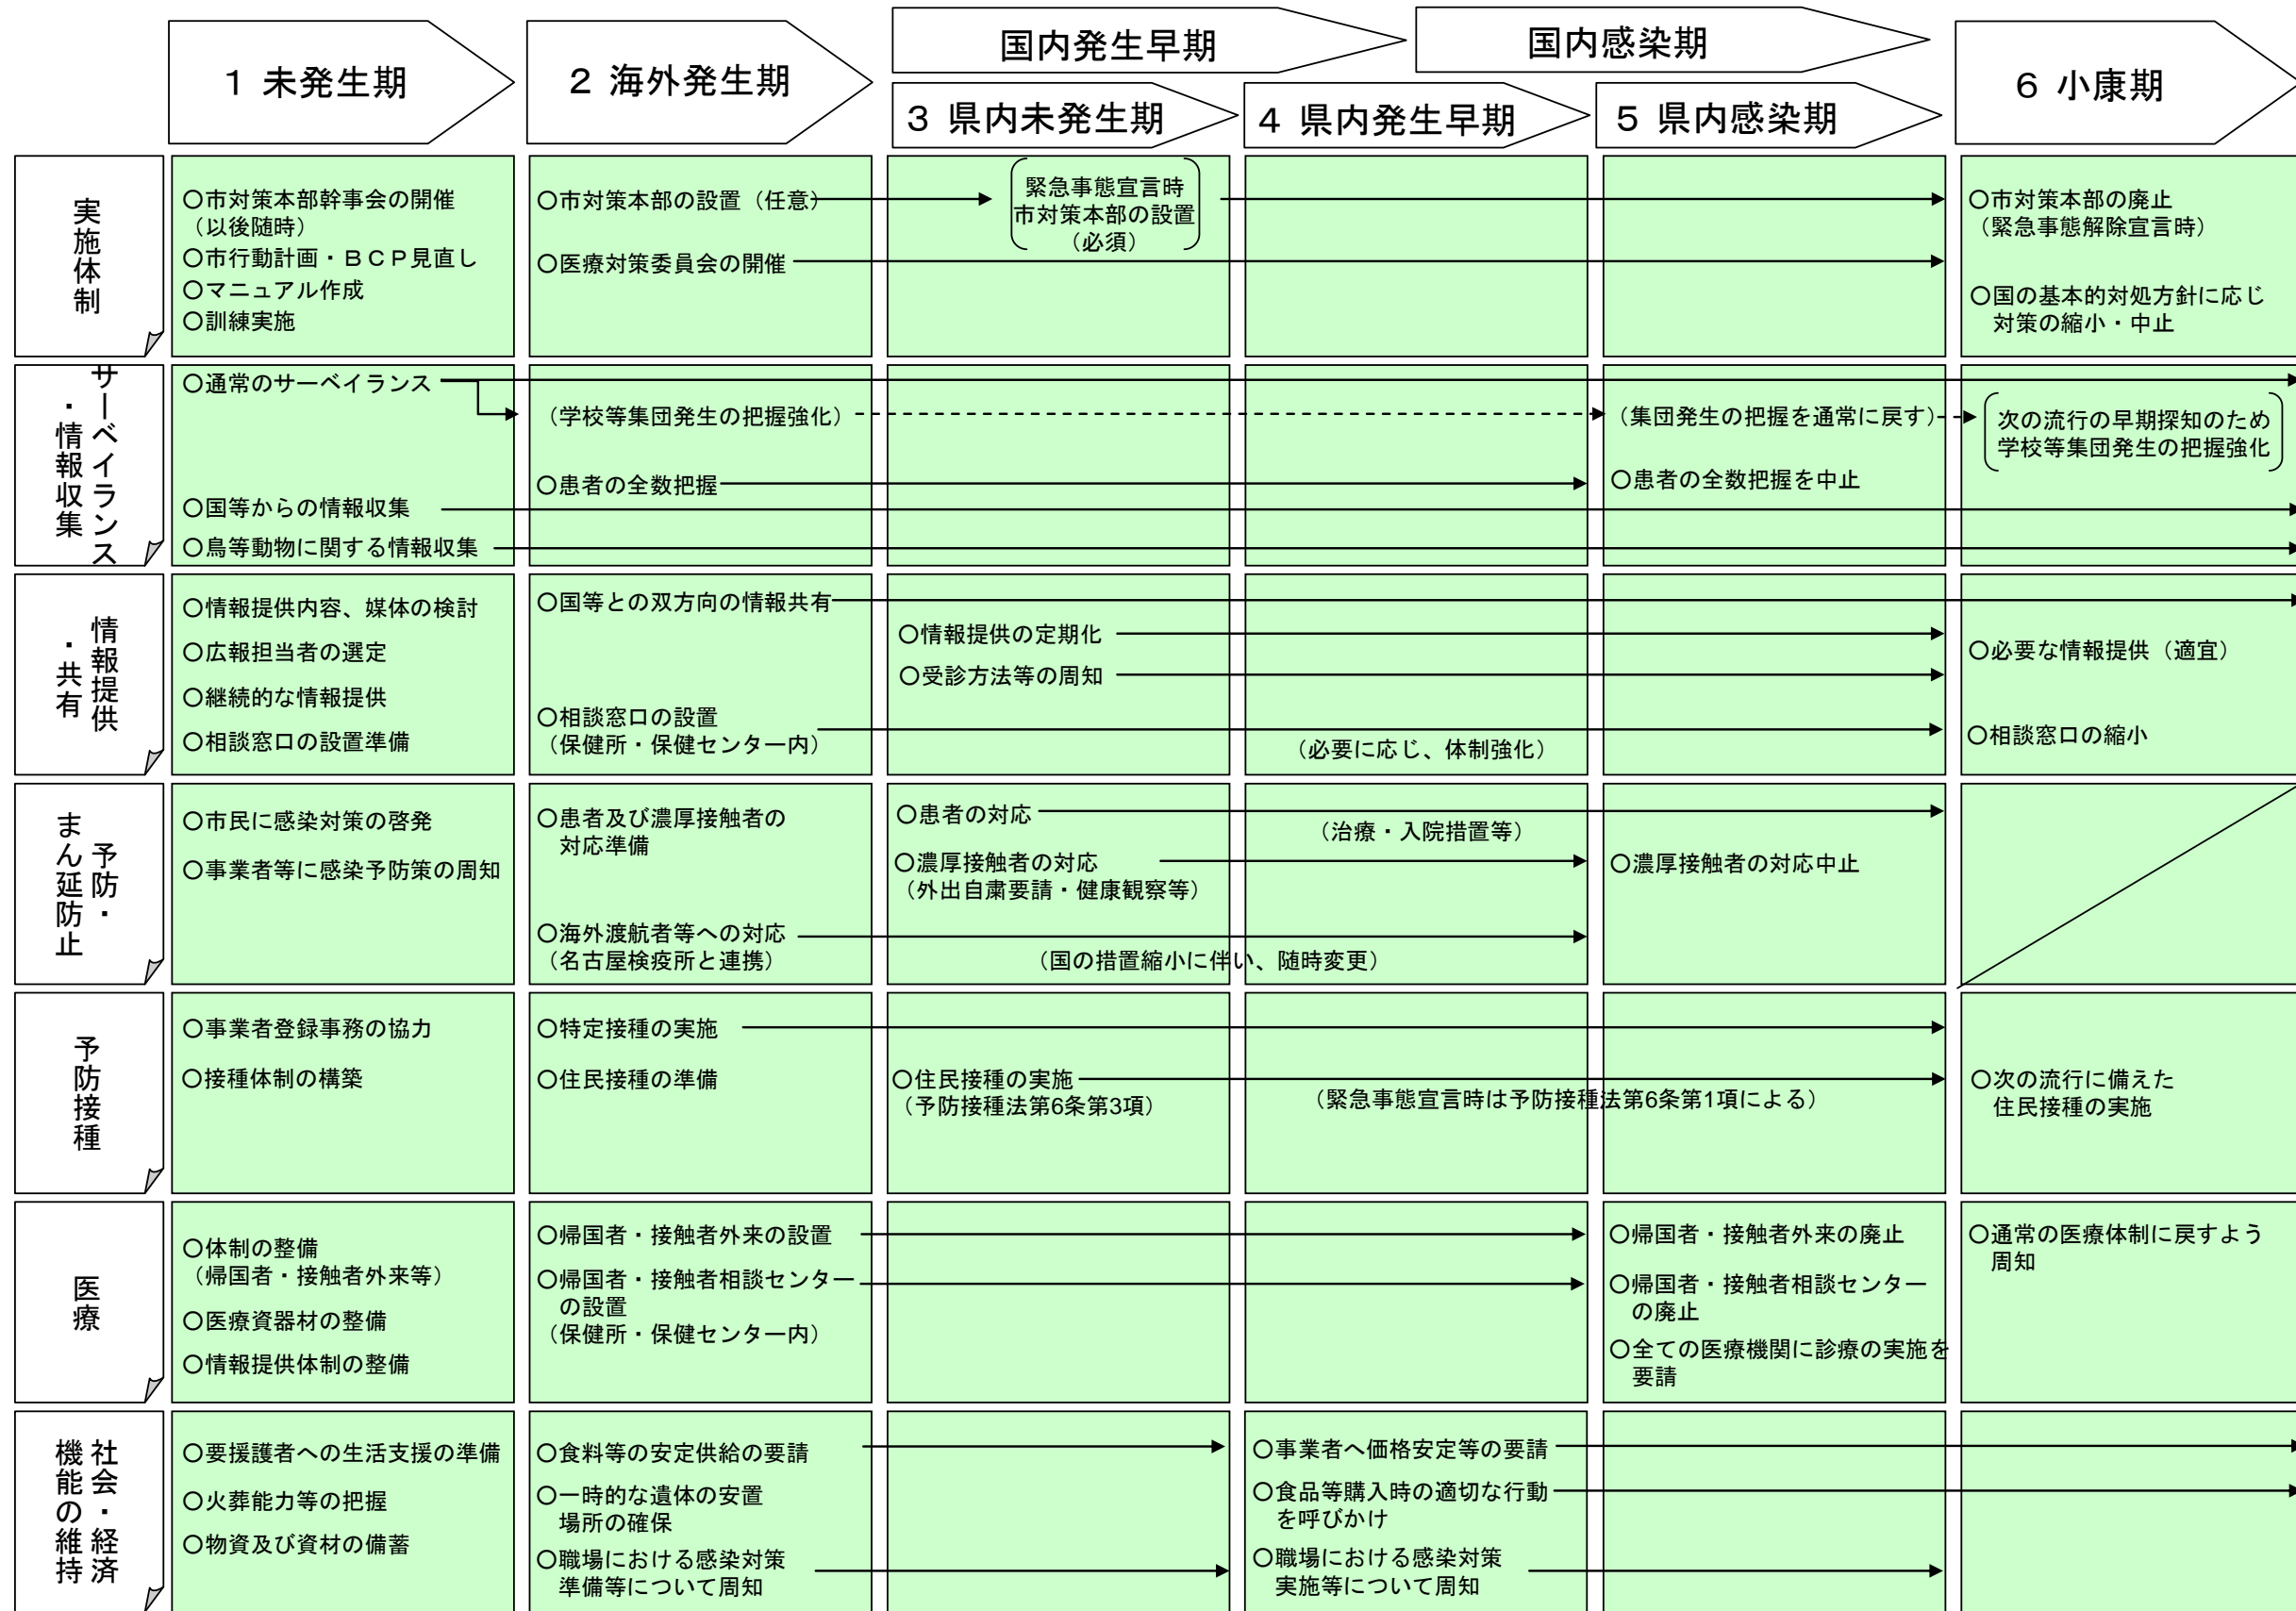 1 未発生期
2 海外発生期
国内発生早期
国内感染期
3 県内未発生期
4 県内発生早期
5 県内感染期
6 小康期
実施体制
○市対策本部幹事会の開催
(以後随時)
○市行動計画・BCP見直し
○マニュアル作成
○訓練実施
○市対策本部の設置(任意)
○医療対策委員会の開催
緊急事態宣言時
市対策本部の設置
(必須)
○市対策本部の廃止
(緊急事態解除宣言時)
○国の基本的対処方針に応じ
対策の縮小・中止
サーベイランス
・情報収集
○通常のサーベイランス
○国等からの情報収集
○鳥等動物に関する情報収集
(学校等集団発生の把握強化)
○患者の全数把握
(集団発生の把握を通常に戻す)
○患者の全数把握を中止
次の流行の早期探知のため
学校等集団発生の把握強化
情報提供
・共有
○情報提供内容、媒体の検討
○広報担当者の選定
○継続的な情報提供
○相談窓口の設置準備
○国等との双方向の情報共有
○相談窓口の設置
(保健所・保健センター内)
○情報提供の定期化
○受診方法等の周知
(必要に応じ、体制強化)
○必要な情報提供(適宜)
○相談窓口の縮小
予防・
まん延防止
○市民に感染対策の啓発
○事業者等に感染予防策の周知
○患者及び濃厚接触者の
対応準備
○海外渡航者等への対応
(名古屋検疫所と連携)
○患者の対応
(治療・入院措置等)
○濃厚接触者の対応
(外出自粛要請・健康観察等)
(国の措置縮小に伴い、随時変更)
○濃厚接触者の対応中止
予防接種
○事業者登録事務の協力
○接種体制の構築
○特定接種の実施
○住民接種の準備
○住民接種の実施
(予防接種法第6条第3項)
(緊急事態宣言時は予防接種法第6条第1項による)
○次の流行に備えた
住民接種の実施
医療
○体制の整備
(帰国者・接触者外来等)
○医療資器材の整備
○情報提供体制の整備
○帰国者・接触者外来の設置
○帰国者・接触者相談センター
の設置
(保健所・保健センター内)
○帰国者・接触者外来の廃止
○帰国者・接触者相談センター
の廃止
○全ての医療機関に診療の実施を
要請
○通常の医療体制に戻すよう
周知
社会・経済
機能の維持
○要援護者への生活支援の準備
○火葬能力等の把握
○物資及び資材の備蓄
○食料等の安定供給の要請
○一時的な遺体の安置
場所の確保
○職場における感染対策
準備等について周知
○事業者へ価格安定等の要請
○食品等購入時の適切な行動
を呼びかけ
○職場における感染対策
実施等について周知